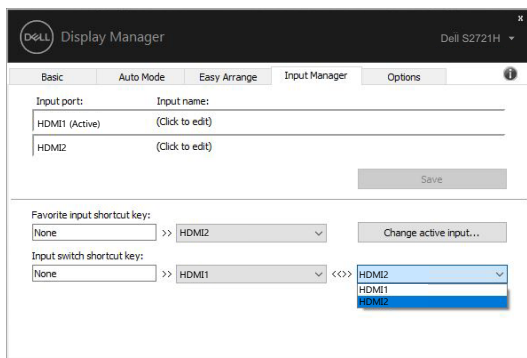 x
DELL Display Manager Dell S2721H
Basic Auto Mode Easy Arrange Input Manager Options i
Input port: Input name:
HDMI1 (Active) (Click to edit)
HDMI2 (Click to edit)
Save
Favorite input shortcut key:
None >> HDMI2 Change active input...
Input switch shortcut key:
None >> HDMI1 <<>> HDMI2
HDMI1
HDMI2